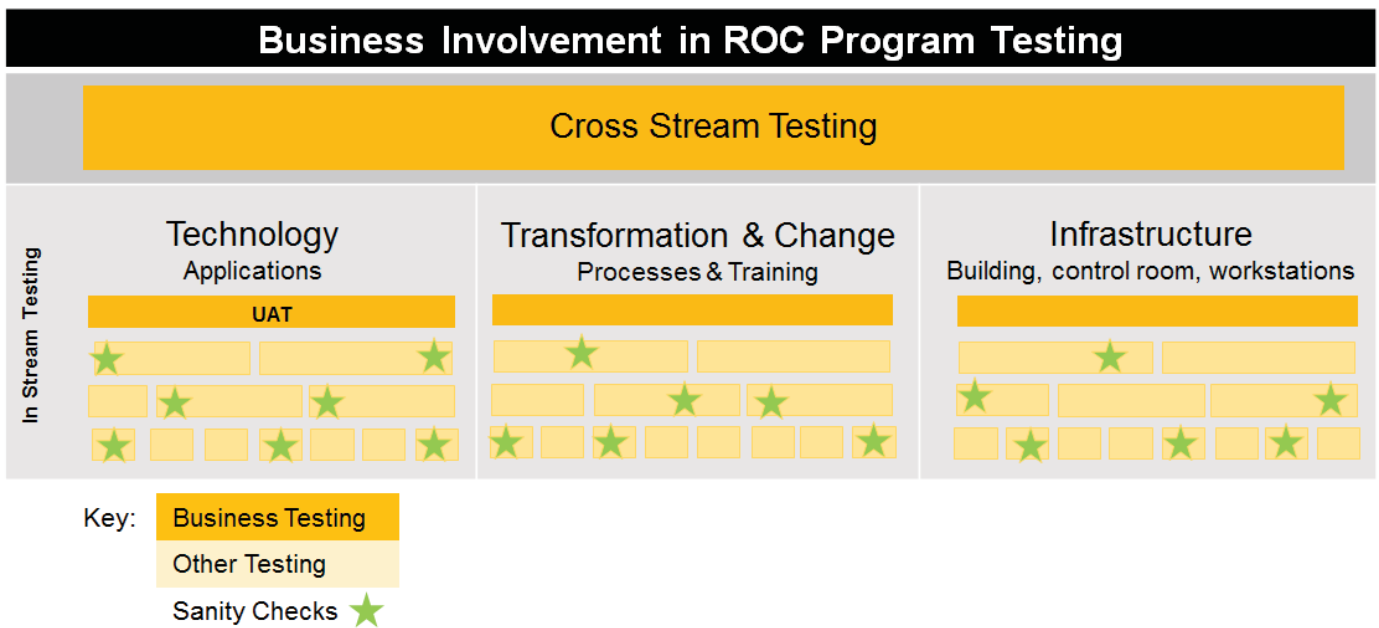 Business Involvement in ROC Program Testing
Cross Stream Testing
In Stream Testing
Technology
Applications
UAT
Transformation & Change
Processes & Training
Infrastructure
Building, control room, workstations
Key:
Business Testing
Other Testing
Sanity Checks